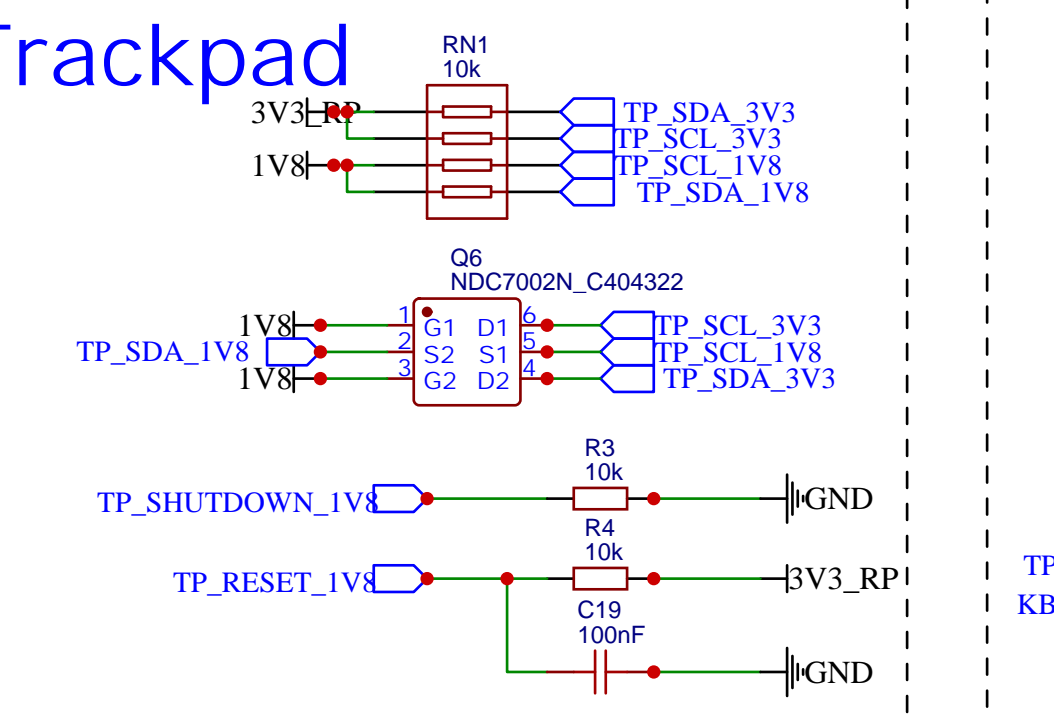 Trackpad
RN1
10k
3V3_RP
TP_SDA_3V3
TP_SCL_3V3
1V8
TP_SCL_1V8
TP_SDA_1V8
Q6
NDC7002N_C404322
1V8 1 G1 D1 6 TP_SCL_3V3
TP_SDA_1V8 2 S2 S1 5 TP_SCL_1V8
1V8 3 G2 D2 4 TP_SDA_3V3
R3
10k
TP_SHUTDOWN_1V8 GND
R4
10k
TP_RESET_1V8 3V3_RP
C19
100nF
GND
TP
KB